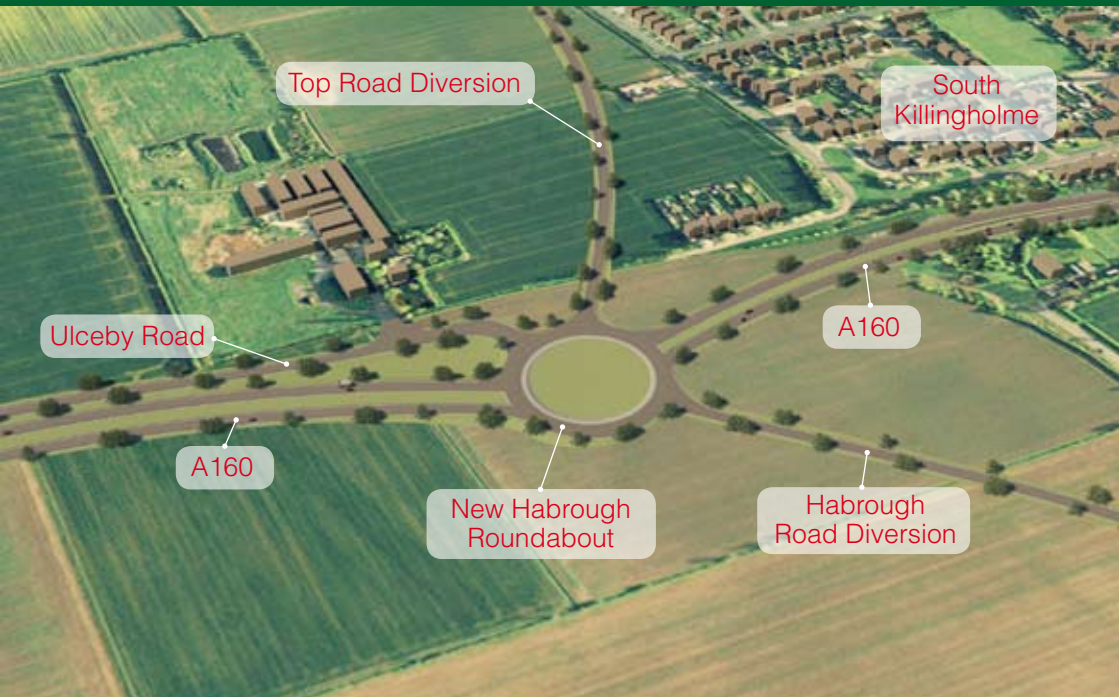 Top Road Diversion
South
Killingholme
Ulceby Road
A160
A160
New Habrough
Roundabout
Habrough
Road Diversion